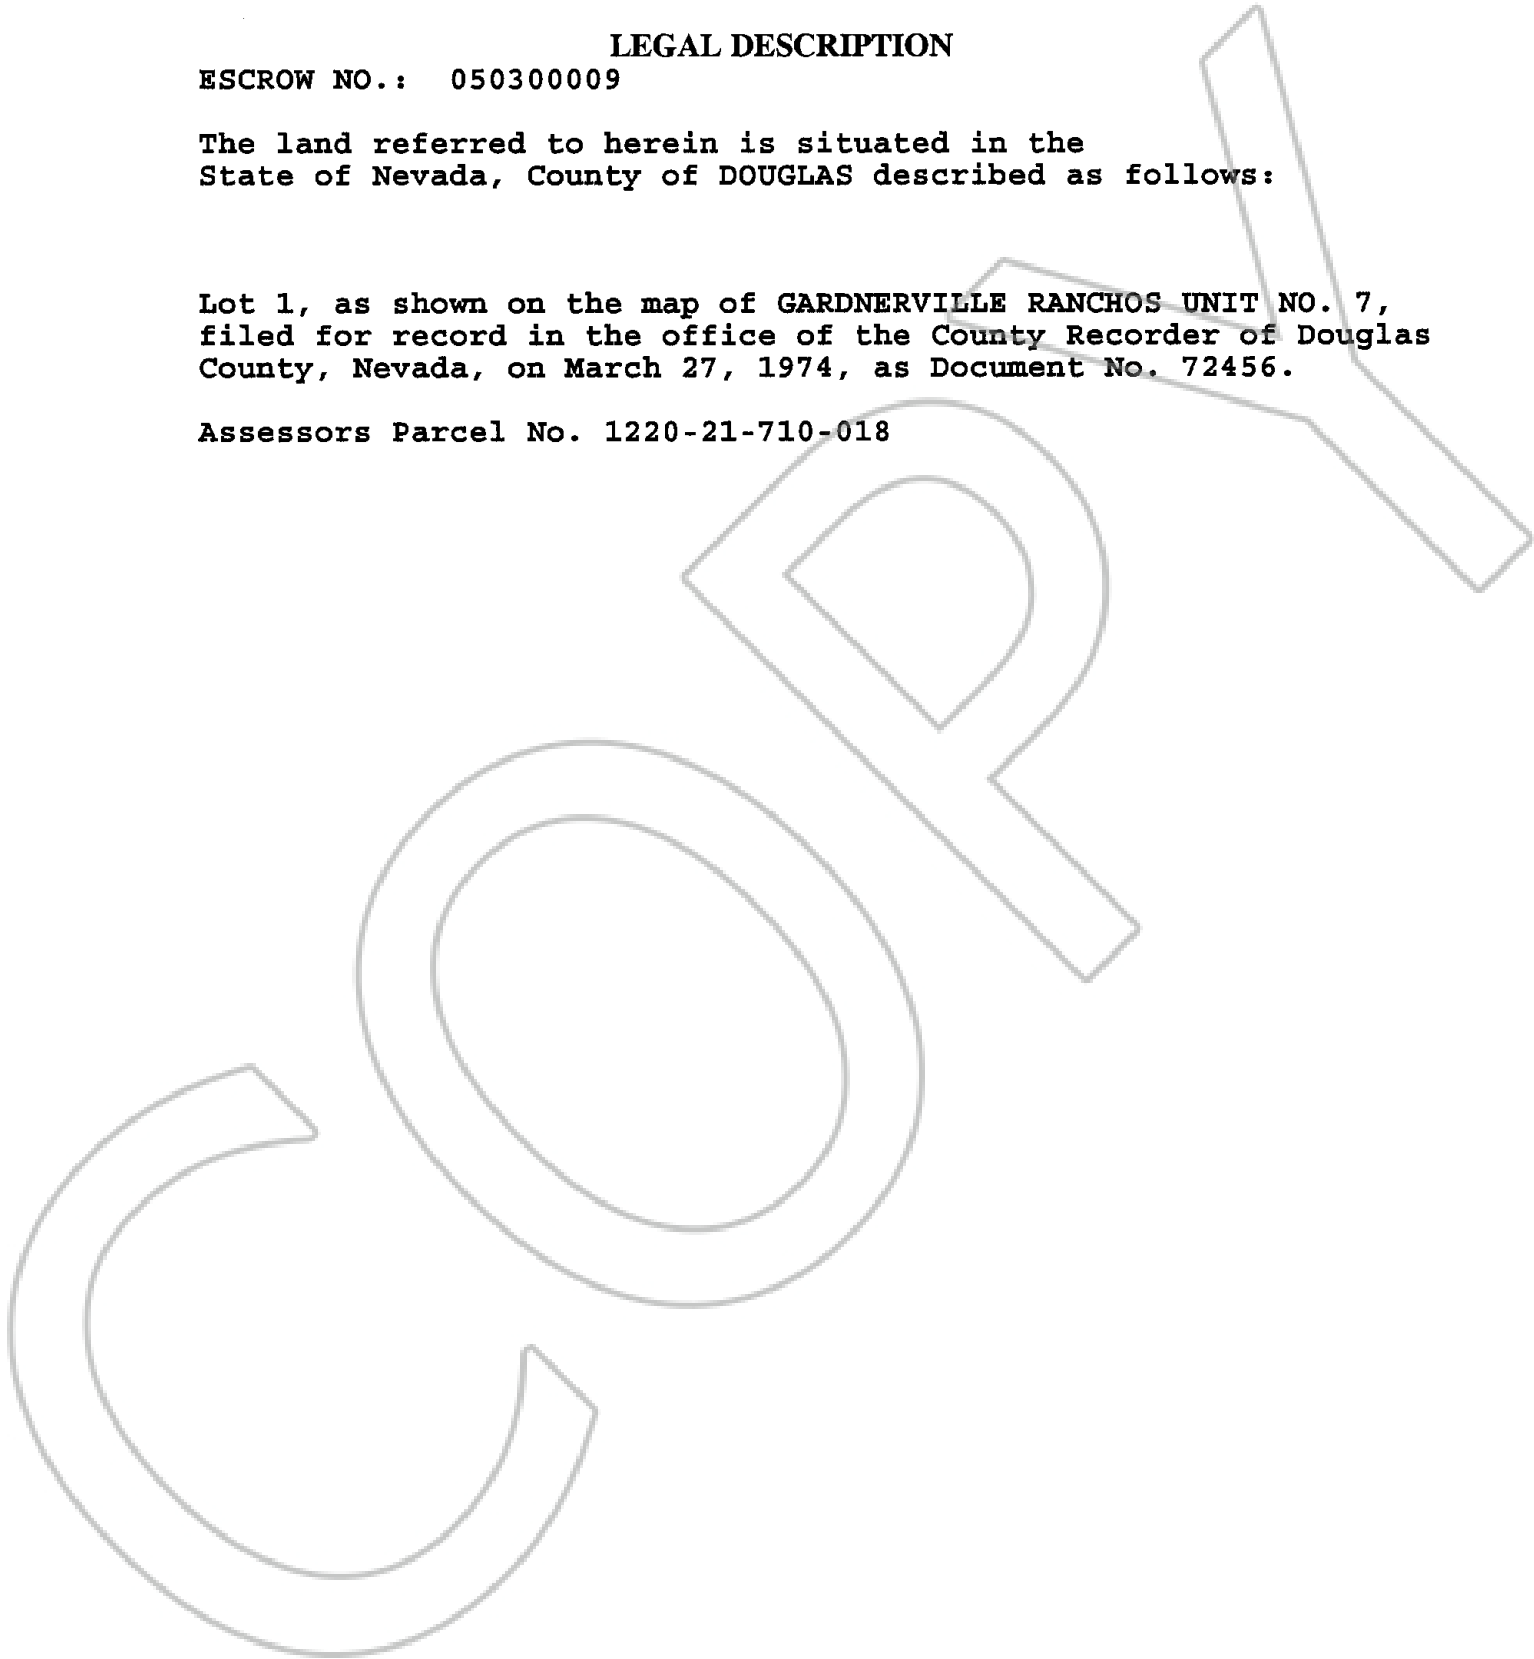 LEGAL DESCRIPTION
ESCROW NO.: 050300009
The land referred to herein is situated in the
State of Nevada, County of DOUGLAS described as follows:
Lot 1, as shown on the map of GARDNERVILLE RANCHOS UNIT NO. 7,
filed for record in the office of the County Recorder of Douglas
County, Nevada, on March 27, 1974, as Document No. 72456.
Assessors Parcel No. 1220-21-710-018
COPY